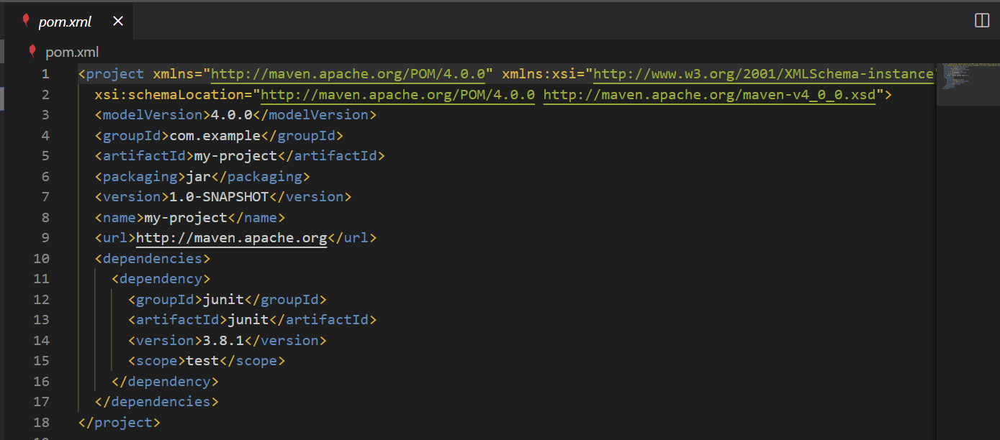 pom.xml
pom.xml
1 <project xmlns="http://maven.apache.org/POM/4.0.0" xmlns:xsi="http://www.w3.org/2001/XMLSchema-instance"
2 xsi:schemaLocation="http://maven.apache.org/POM/4.0.0 http://maven.apache.org/maven-v4_0_0.xsd">
3 <modelVersion>4.0.0</modelVersion>
4 <groupId>com.example</groupId>
5 <artifactId>my-project</artifactId>
6 <packaging>jar</packaging>
7 <version>1.0-SNAPSHOT</version>
8 <name>my-project</name>
9 <url>http://maven.apache.org</url>
10 <dependencies>
11 <dependency>
12 <groupId>junit</groupId>
13 <artifactId>junit</artifactId>
14 <version>3.8.1</version>
15 <scope>test</scope>
16 </dependency>
17 </dependencies>
18 </project>